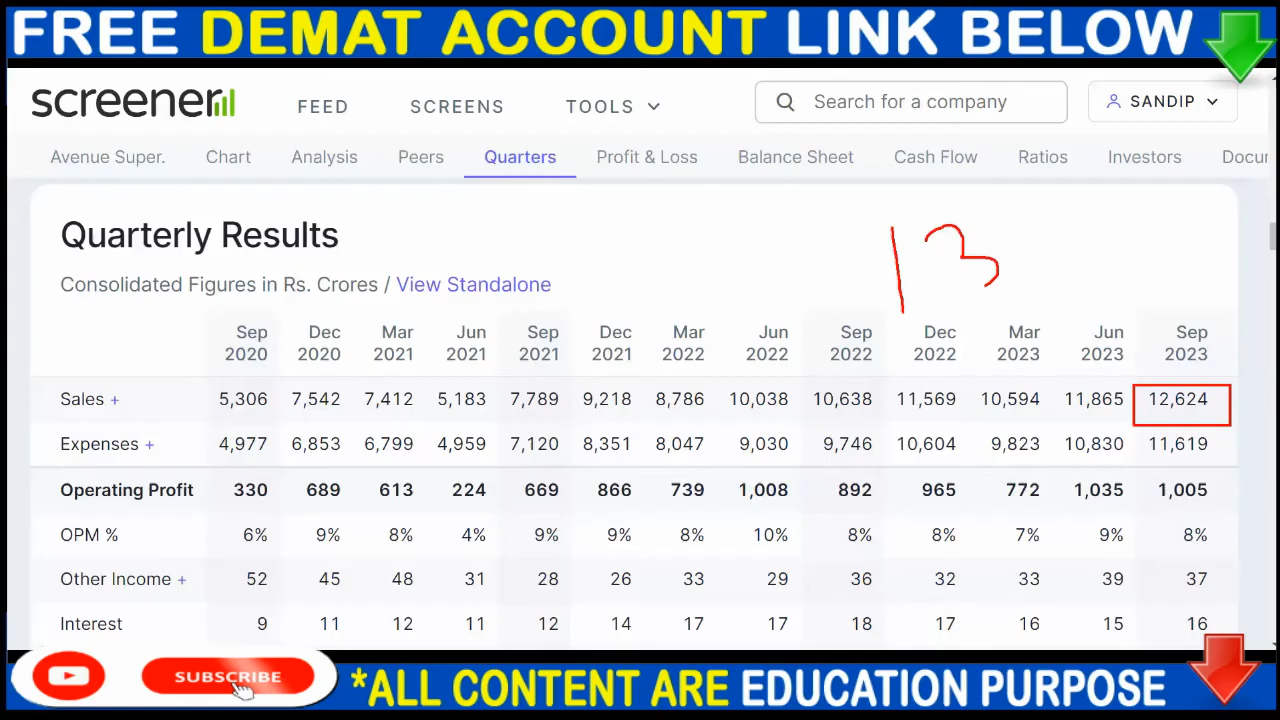 FREE DEMAT ACCOUNT LINK BELOW
screener FEED SCREENS TOOLS Search for a company SANDIP
Avenue Super. Chart Analysis Peers Quarters Profit & Loss Balance Sheet Cash Flow Ratios Investors Docu
Quarterly Results
13
Consolidated Figures in Rs. Crores / View Standalone
Sep 2020 Dec 2020 Mar 2021 Jun 2021 Sep 2021 Dec 2021 Mar 2022 Jun 2022 Sep 2022 Dec 2022 Mar 2023 Jun 2023 Sep 2023
Sales + 5,306 7,542 7,412 5,183 7,789 9,218 8,786 10,038 10,638 11,569 10,594 11,865 12,624
Expenses + 4,977 6,853 6,799 4,959 7,120 8,351 8,047 9,030 9,746 10,604 9,823 10,830 11,619
Operating Profit 330 689 613 224 669 866 739 1,008 892 965 772 1,035 1,005
OPM % 6% 9% 8% 4% 9% 9% 8% 10% 8% 8% 7% 9% 8%
Other Income + 52 45 48 31 28 26 33 29 36 32 33 39 37
Interest 9 11 12 11 12 14 17 17 18 17 16 15 16
SUBSCRIBE
*ALL CONTENT ARE EDUCATION PURPOSE